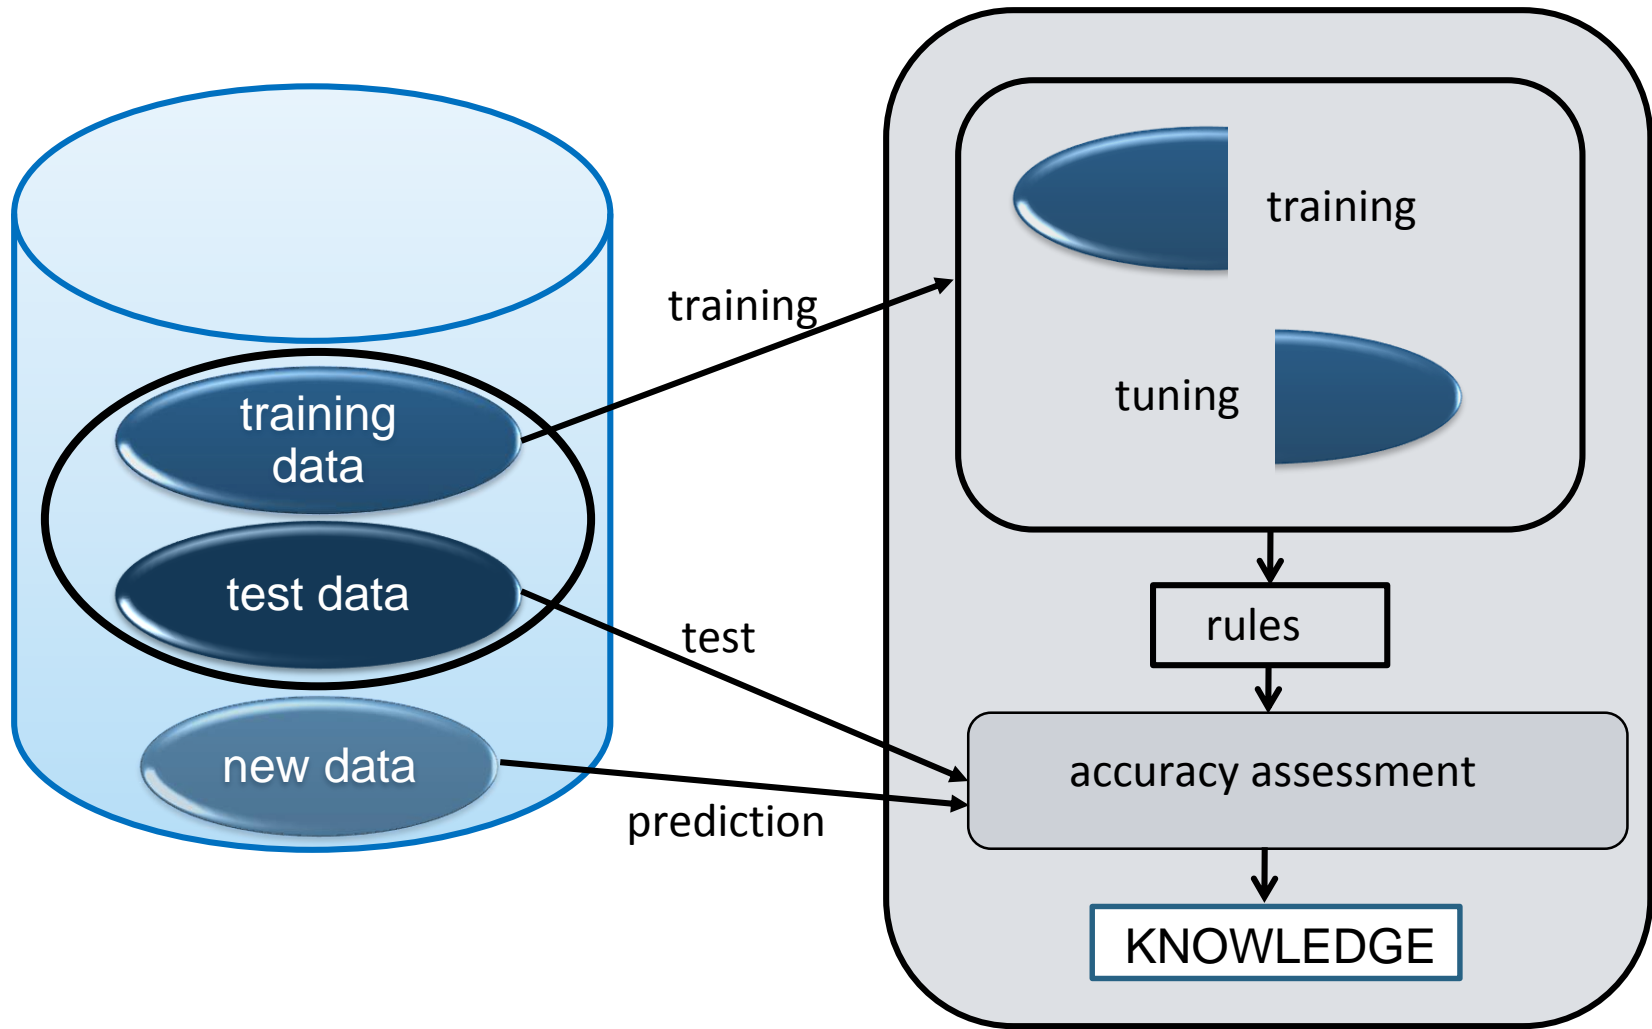 training
data
test data
new data
training
test
prediction
training
tuning
rules
accuracy assessment
KNOWLEDGE